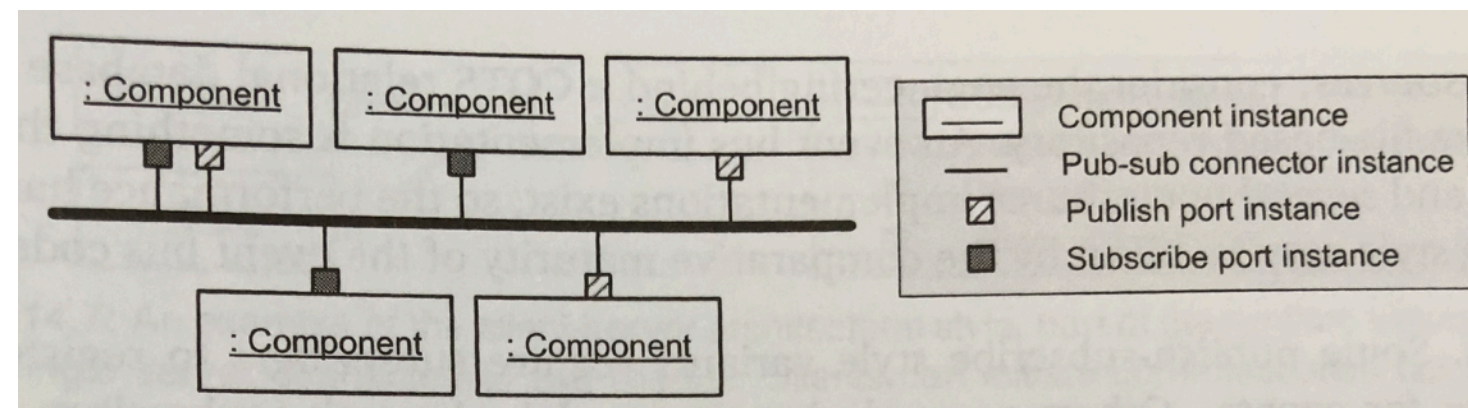 : Component
: Component
: Component
Component instance
Pub-sub connector instance
Publish port instance
Subscribe port instance
: Component
: Component